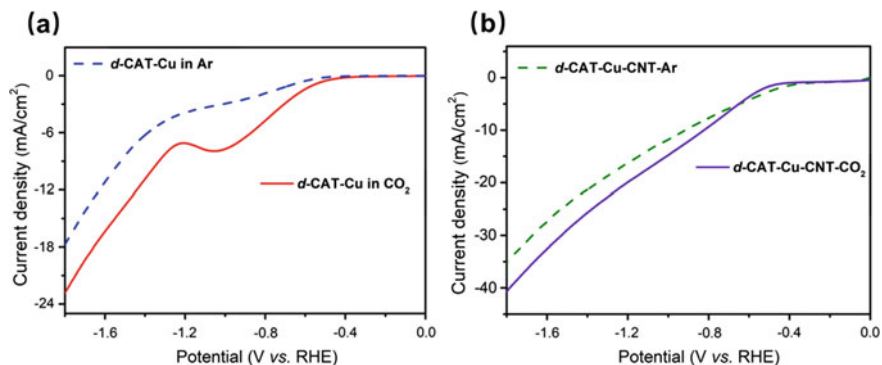 (a)
d-CAT-Cu in Ar
d-CAT-Cu in CO₂
Current density (mA/cm²)
0
-6
-12
-18
-24
-1.6
-1.2
-0.8
-0.4
0.0
Potential (V vs. RHE)
(b)
d-CAT-Cu-CNT-Ar
d-CAT-Cu-CNT-CO₂
Current density (mA/cm²)
0
-10
-20
-30
-40
-1.6
-1.2
-0.8
-0.4
0.0
Potential (V vs. RHE)